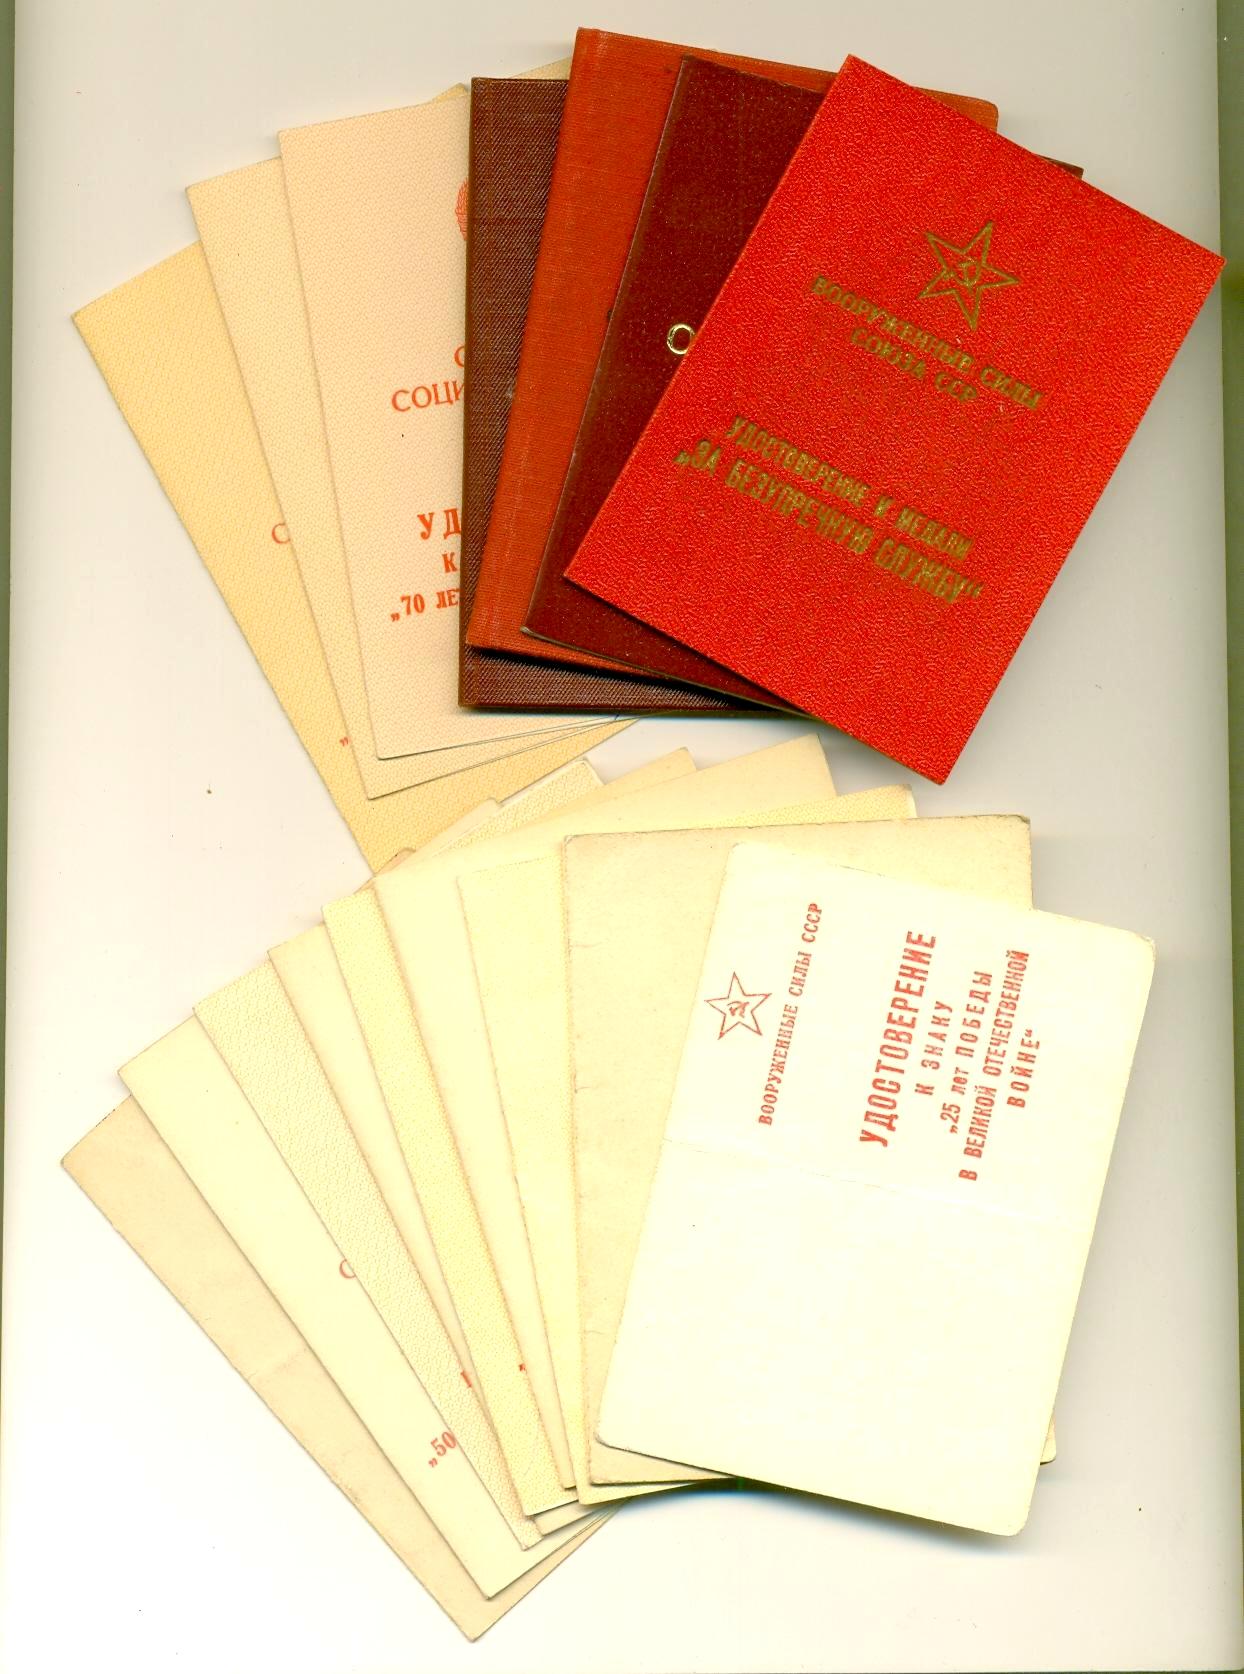 ВООРУЖЕННЫЕ СИЛЫ
СОЮЗА ССР
УДОСТОВЕРЕНИЕ К МЕДАЛИ
„ЗА БЕЗУПРЕЧНУЮ СЛУЖБУ“
О
С
СОЦИ
УД
К
„70 ЛЕ
С
„
ВООРУЖЕННЫЕ СИЛЫ СССР
УДОСТОВЕРЕНИЕ
К ЗНАКУ
„25 лет ПОБЕДЫ
В ВЕЛИКОЙ ОТЕЧЕСТВЕННОЙ
ВОЙНЕ“
С
„50
„